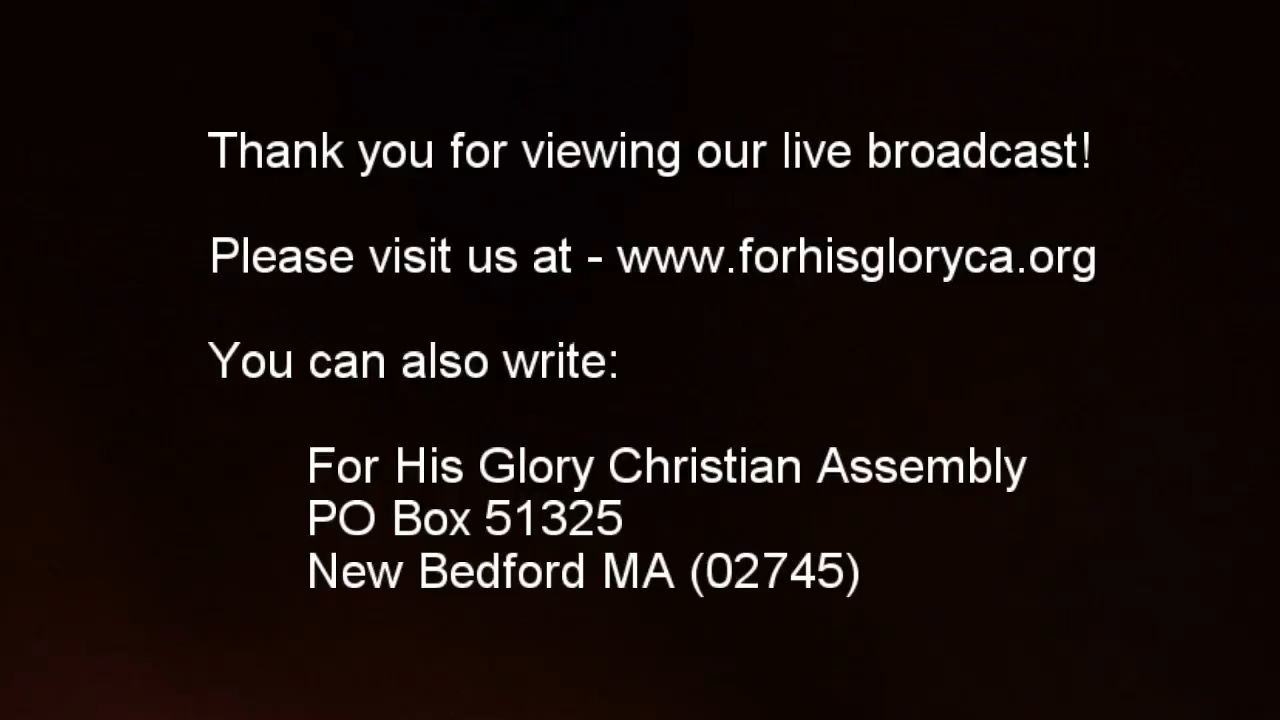 Thank you for viewing our live broadcast!
Please visit us at - www.forhisgloryca.org
You can also write:
For His Glory Christian Assembly
PO Box 51325
New Bedford MA (02745)